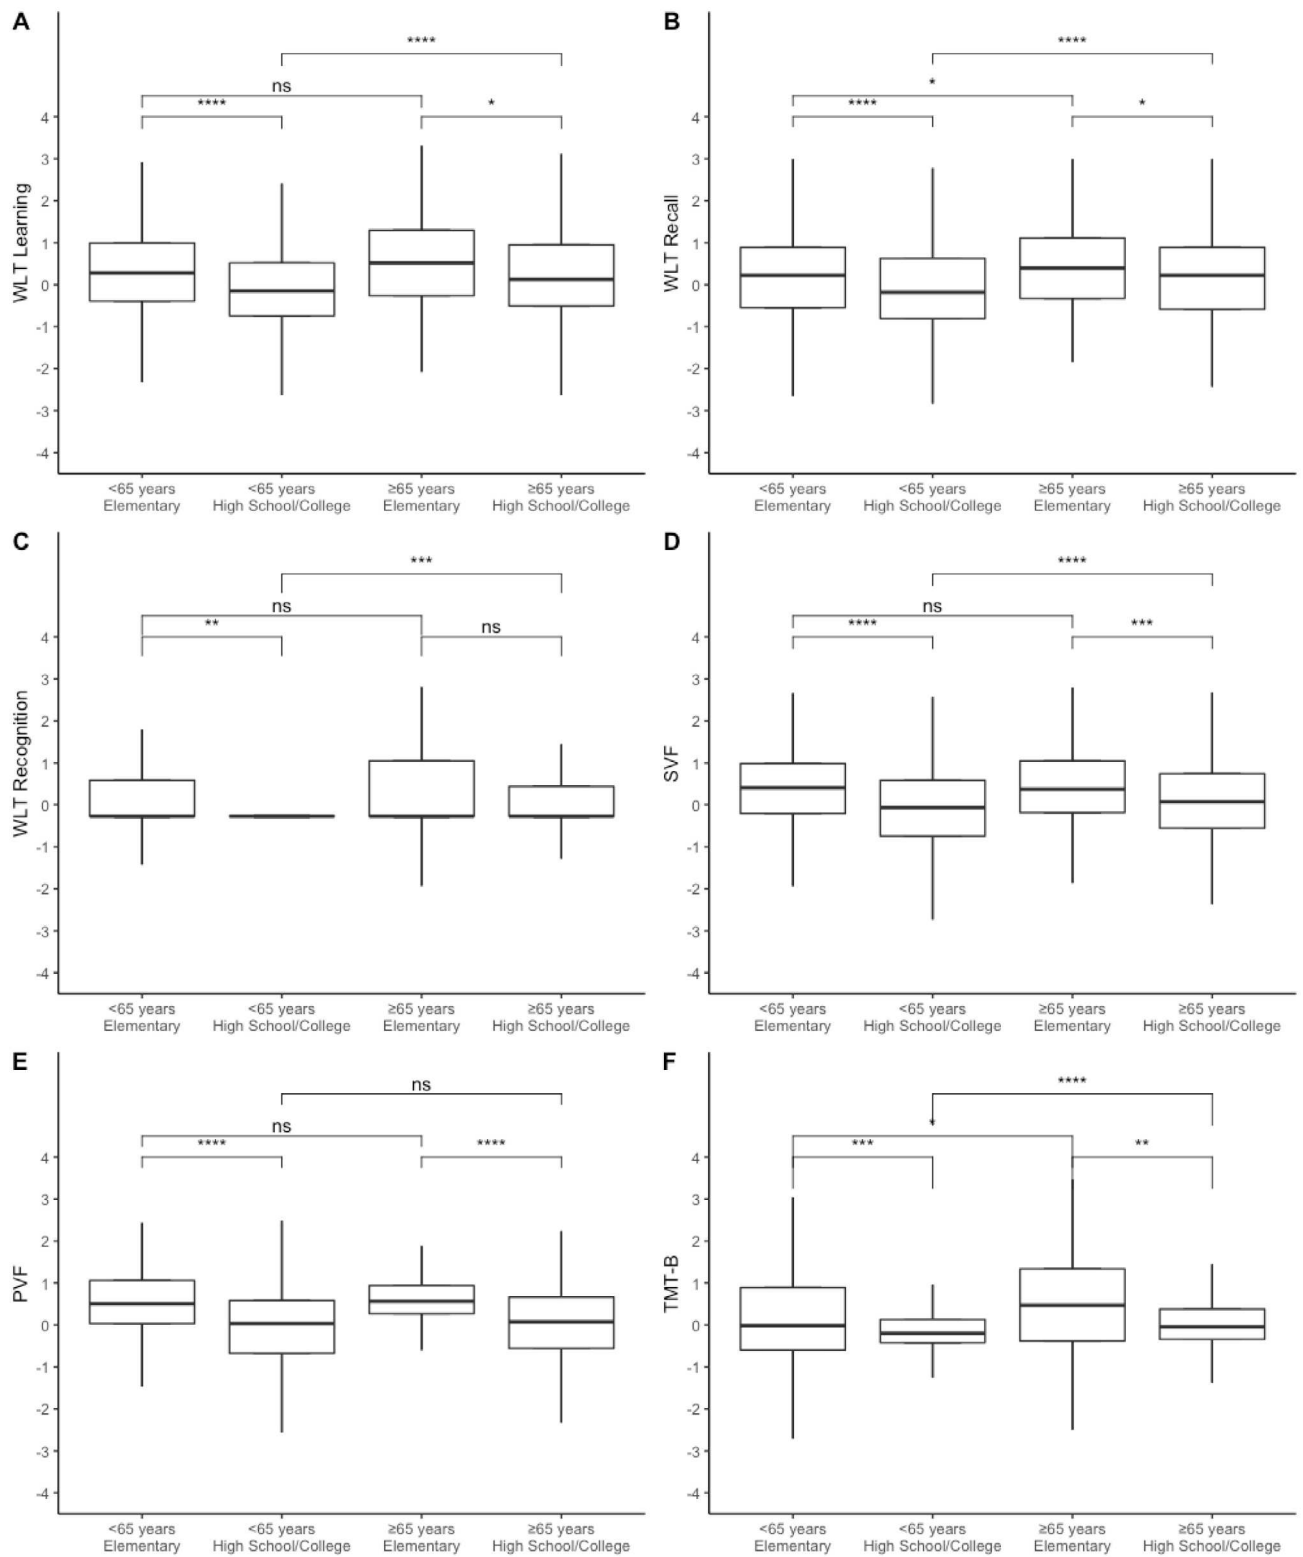 A
****
ns
****
*
4
3
2
1
0
-1
-2
-3
-4
WLT Learning
<65 years
Elementary
<65 years
High School/College
≥65 years
Elementary
≥65 years
High School/College
B
****
*
****
*
4
3
2
1
0
-1
-2
-3
-4
WLT Recall
<65 years
Elementary
<65 years
High School/College
≥65 years
Elementary
≥65 years
High School/College
C
***
ns
**
ns
4
3
2
1
0
-1
-2
-3
-4
WLT Recognition
<65 years
Elementary
<65 years
High School/College
≥65 years
Elementary
≥65 years
High School/College
D
****
ns
****
***
4
3
2
1
0
-1
-2
-3
-4
SVF
<65 years
Elementary
<65 years
High School/College
≥65 years
Elementary
≥65 years
High School/College
E
ns
ns
****
****
4
3
2
1
0
-1
-2
-3
-4
PVF
<65 years
Elementary
<65 years
High School/College
≥65 years
Elementary
≥65 years
High School/College
F
****
*
***
**
4
3
2
1
0
-1
-2
-3
-4
TMT-B
<65 years
Elementary
<65 years
High School/College
≥65 years
Elementary
≥65 years
High School/College